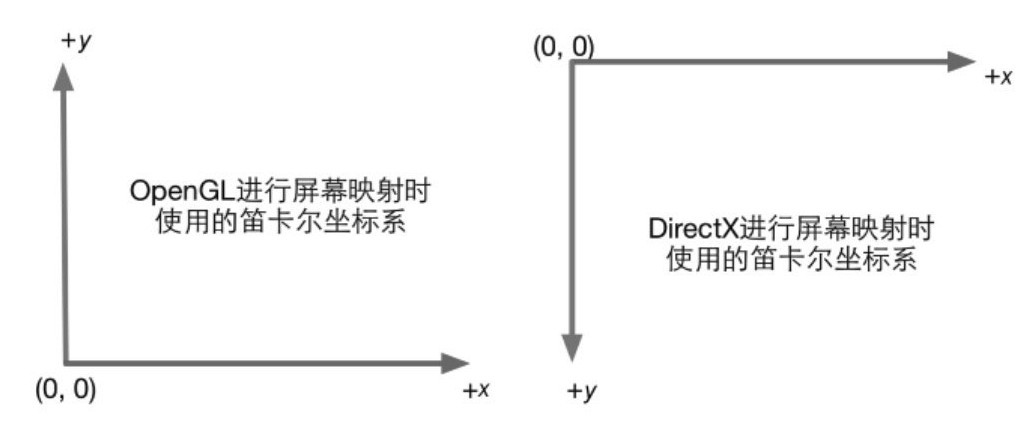 +y
OpenGL进行屏幕映射时
使用的笛卡尔坐标系
(0, 0)
+x
(0, 0)
+x
DirectX进行屏幕映射时
使用的笛卡尔坐标系
+y